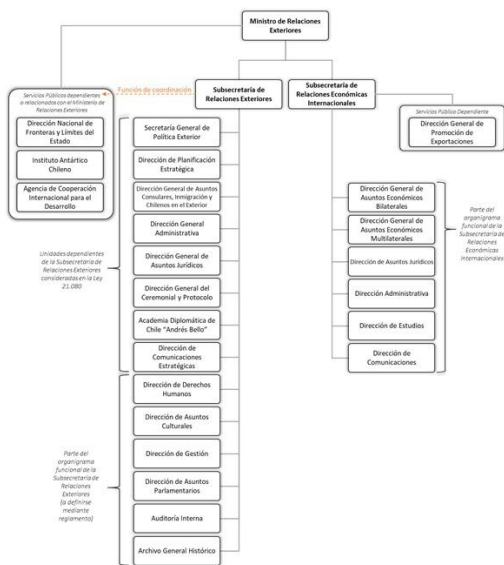 Ministro de Relaciones
Exteriores
Servicios Públicos dependientes
o relacionados con el Ministerio de
Relaciones Exteriores
Dirección Nacional de
Fronteras y Límites del
Estado
Instituto Antártico
Chileno
Agencia de Cooperación
Internacional para el
Desarrollo
Función de coordinación
Subsecretaría de
Relaciones Exteriores
Subsecretaría de
Relaciones Económicas
Internacionales
Servicios Público Dependiente
Dirección General de
Promoción de
Exportaciones
Unidades dependientes
de la Subsecretaría de
Relaciones Exteriores
consideradas en la Ley
21.080
Secretaría General de
Política Exterior
Dirección de Planificación
Estratégica
Dirección General de Asuntos
Consulares, Inmigración y
Chilenos en el Exterior
Dirección General
Administrativa
Dirección General de
Asuntos Jurídicos
Dirección General del
Ceremonial y Protocolo
Academia Diplomática de
Chile “Andrés Bello”
Dirección de
Comunicaciones
Estratégicas
Parte del
organigrama
funcional de la
Subsecretaría de
Relaciones
Exteriores
(a definirse
mediante
reglamento)
Dirección de Derechos
Humanos
Dirección de Asuntos
Culturales
Dirección de Gestión
Dirección de Asuntos
Parlamentarios
Auditoría Interna
Archivo General Histórico
Dirección General de
Asuntos Económicos
Bilaterales
Dirección General de
Asuntos Económicos
Multilaterales
Dirección de Asuntos Jurídicos
Dirección Administrativa
Dirección de Estudios
Dirección de
Comunicaciones
Parte del
organigrama
funcional de la
Subsecretaría de
Relaciones
Económicas
Internacionales